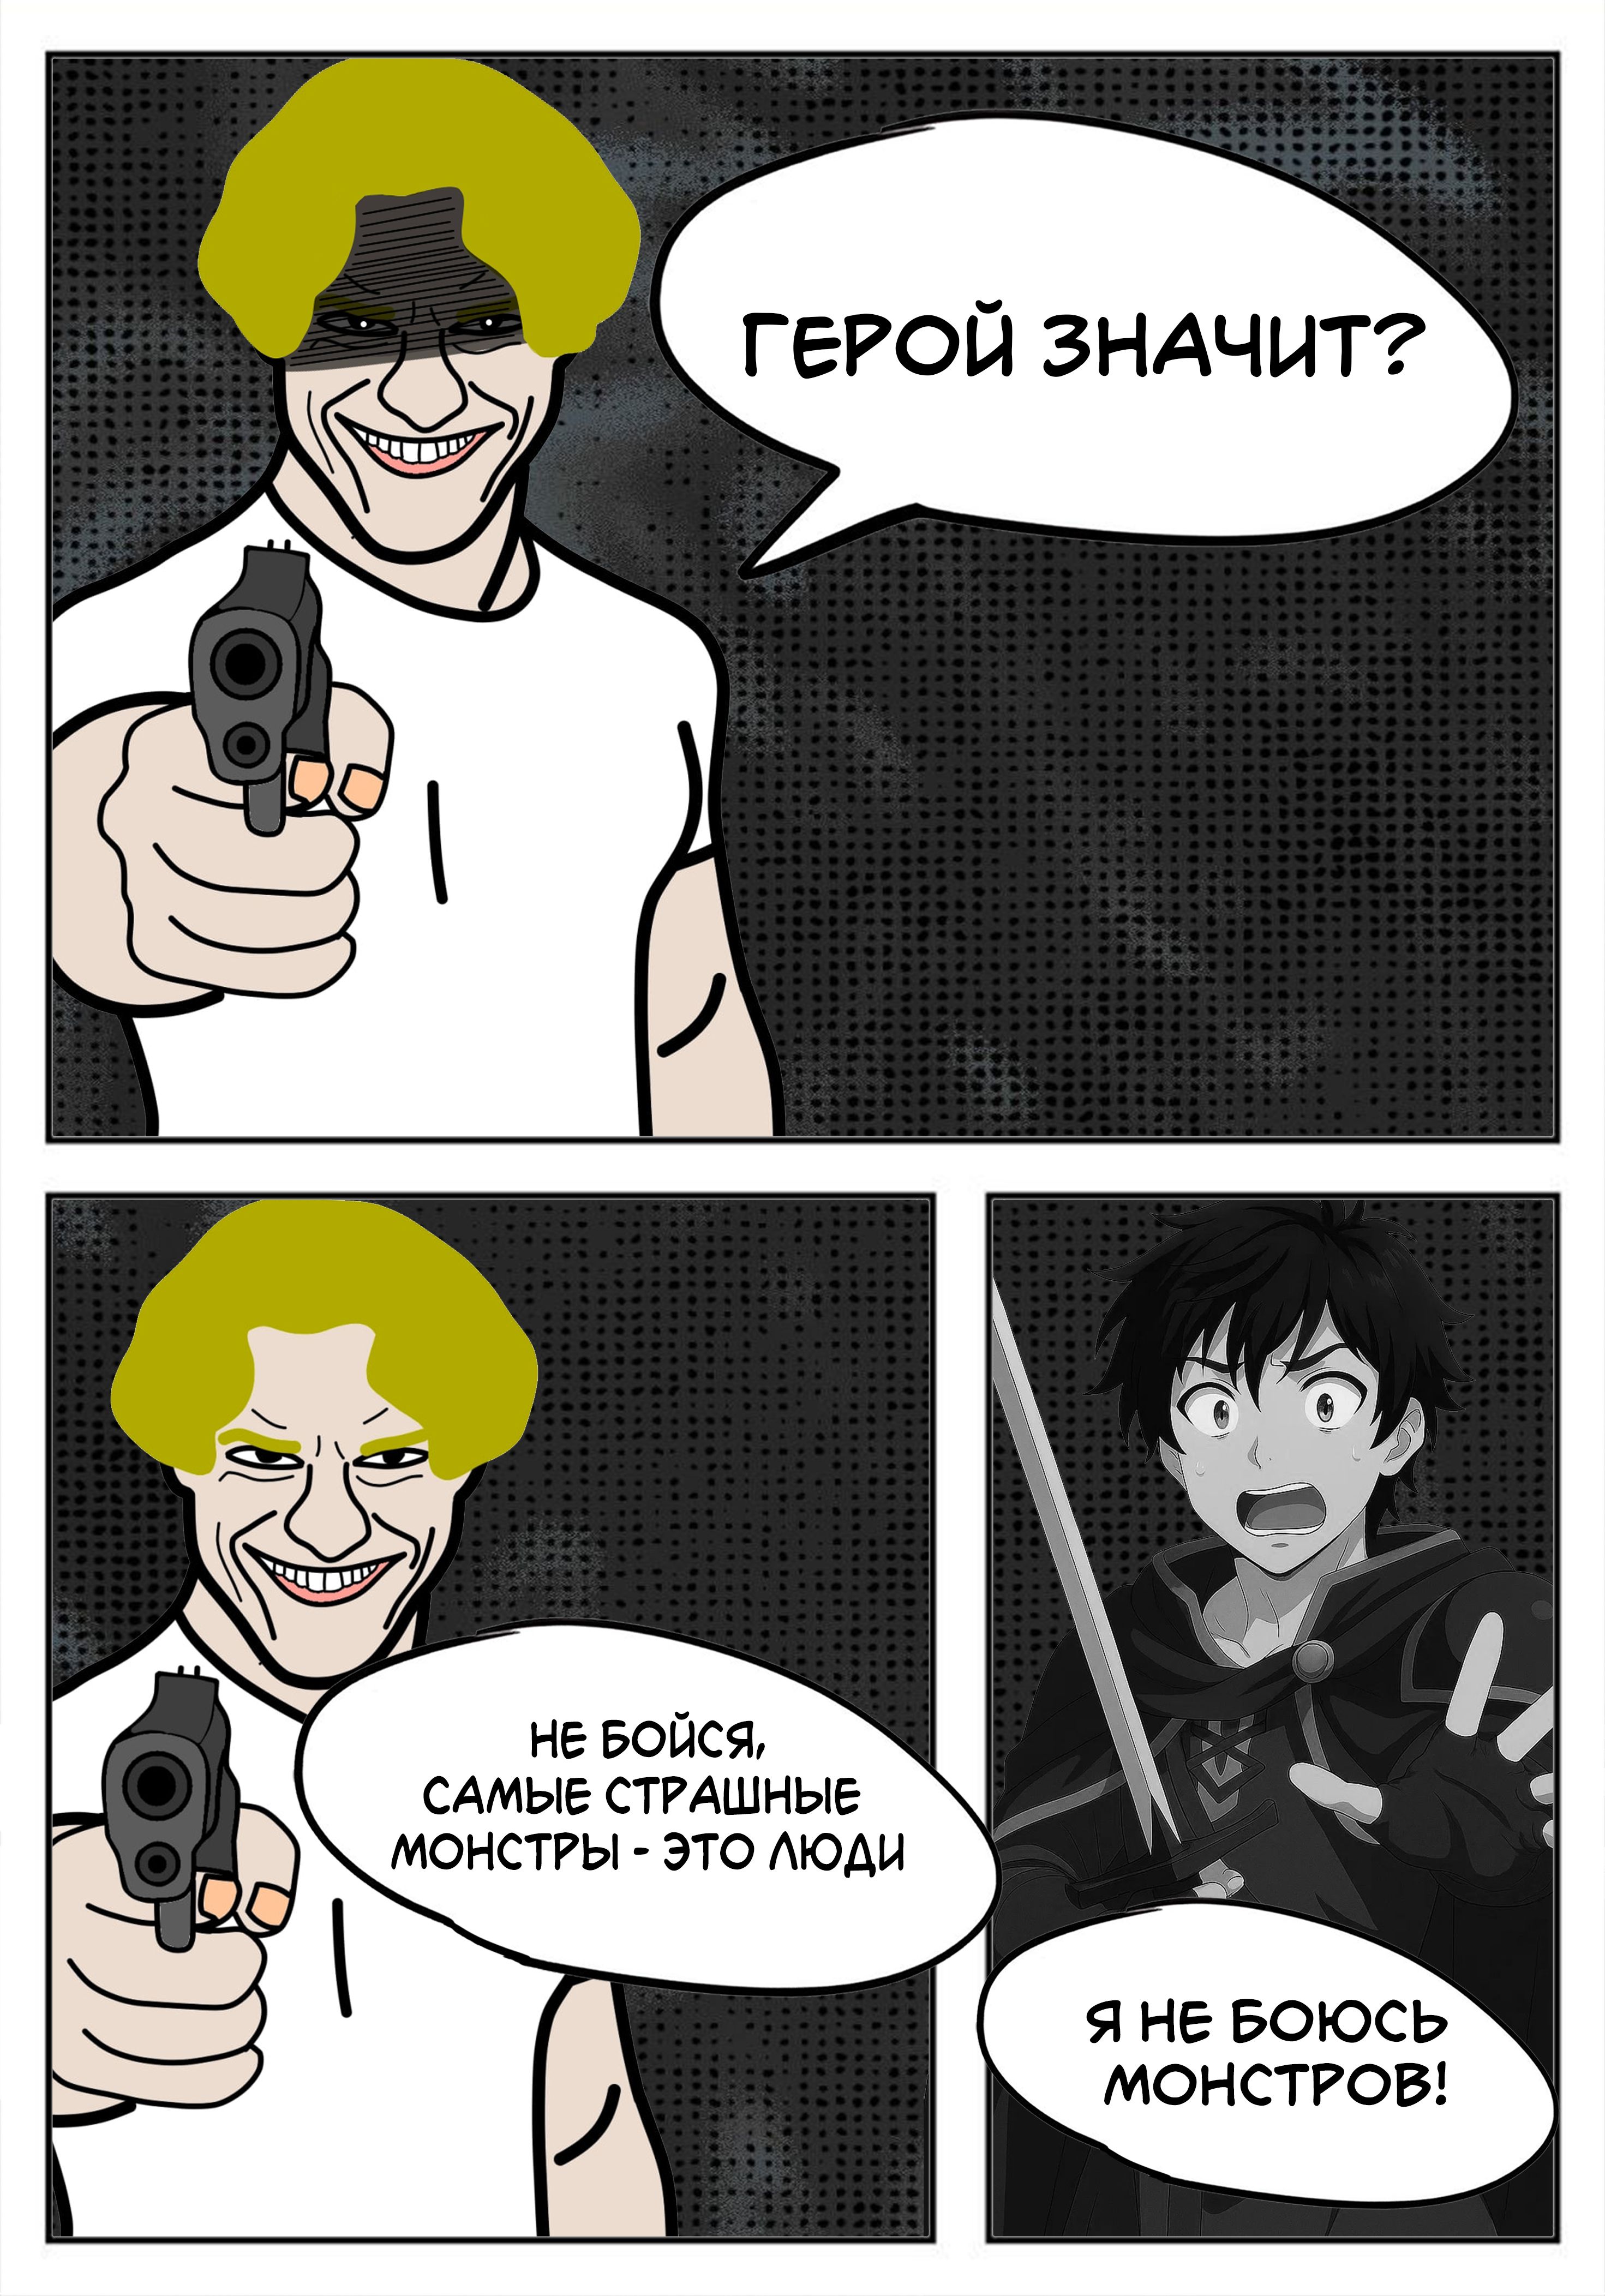 ГЕРОЙ ЗНАЧИТ?
НЕ БОЙСЯ,
САМЫЕ СТРАШНЫЕ
МОНСТРЫ - ЭТО ЛЮДИ
Я НЕ БОЮСЬ
МОНСТРОВ!